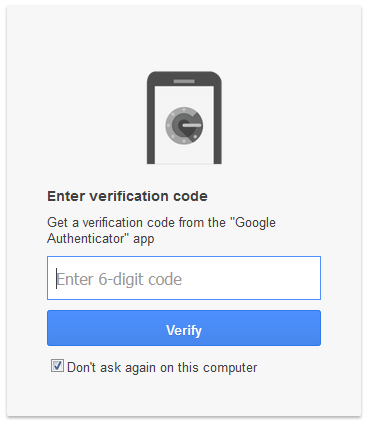 Enter verification code
Get a verification code from the "Google
Authenticator" app
Enter 6-digit code
Verify
Don't ask again on this computer